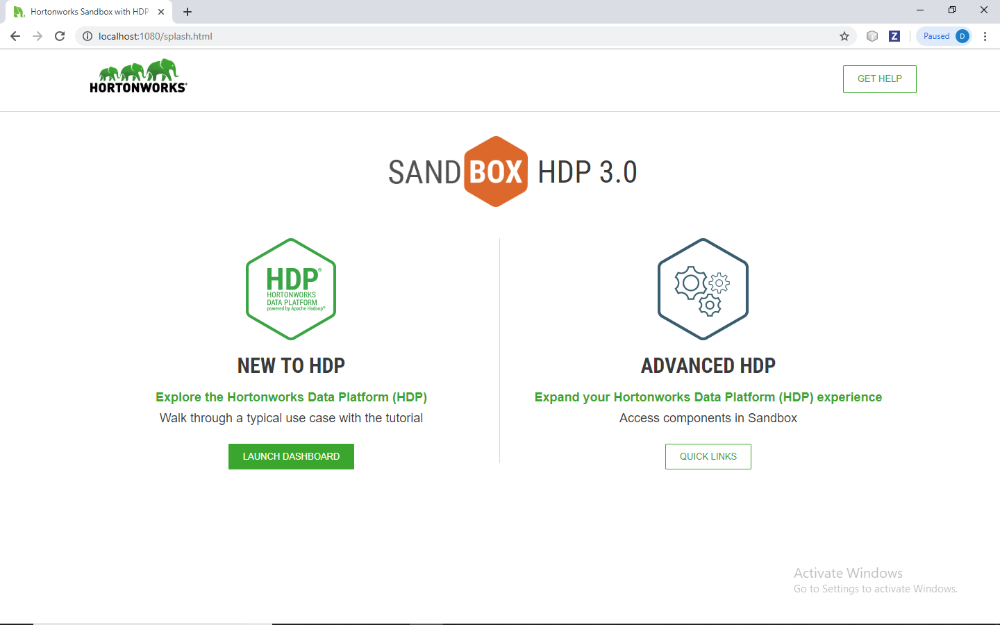 Hortonworks Sandbox with HDP
localhost:1080/splash.html
Z
Paused
D
HORTONWORKS®
GET HELP
SANDBOX HDP 3.0
HDP®
HORTONWORKS
DATA PLATFORM
powered by Apache Hadoop®
NEW TO HDP
Explore the Hortonworks Data Platform (HDP)
Walk through a typical use case with the tutorial
LAUNCH DASHBOARD
ADVANCED HDP
Expand your Hortonworks Data Platform (HDP) experience
Access components in Sandbox
QUICK LINKS
Activate Windows
Go to Settings to activate Windows.